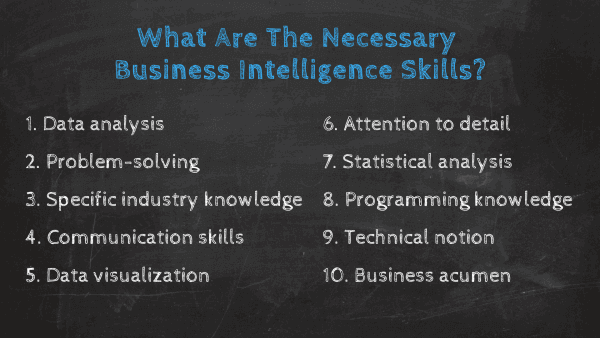 What Are The Necessary
Business Intelligence Skills?
1. Data analysis
2. Problem-solving
3. Specific industry knowledge
4. Communication skills
5. Data visualization
6. Attention to detail
7. Statistical analysis
8. Programming knowledge
9. Technical notion
10. Business acumen